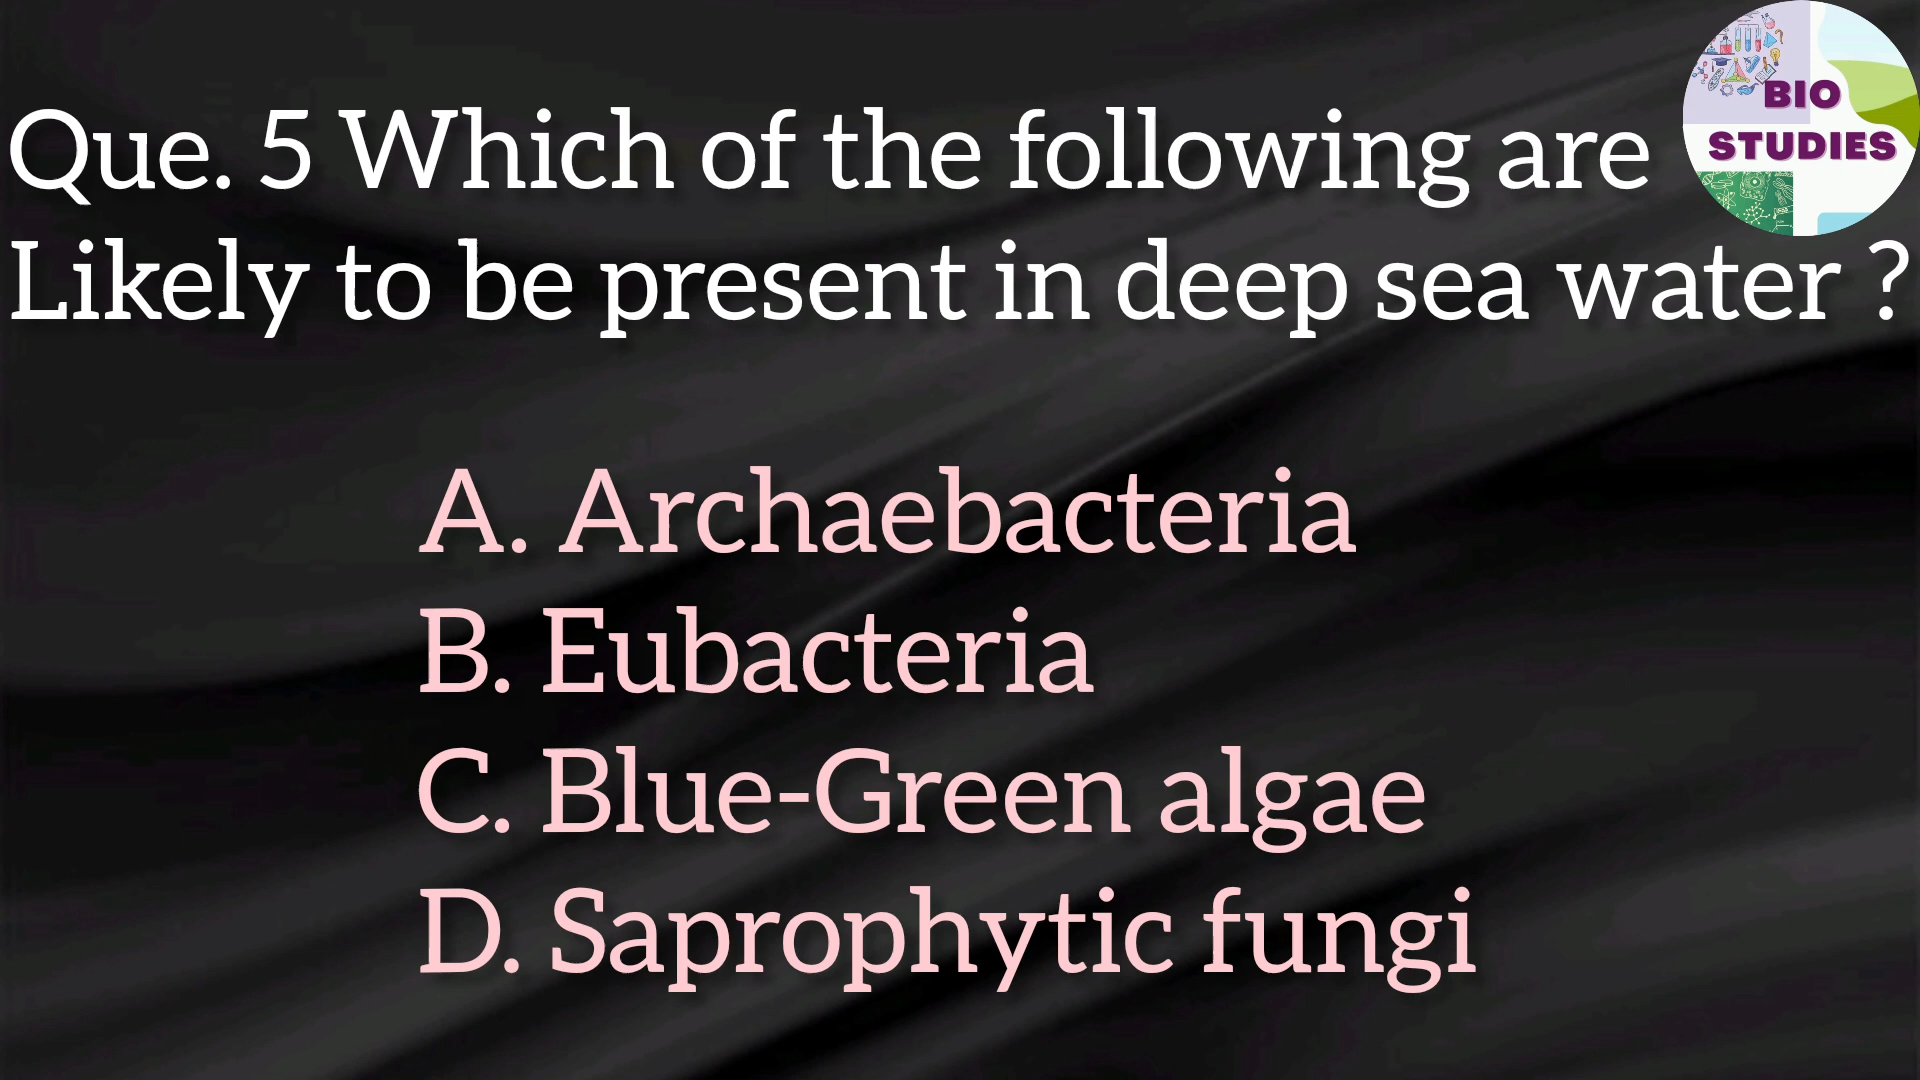 Que. 5 Which of the following are
Likely to be present in deep sea water ?
BIO
STUDIES
A. Archaebacteria
B. Eubacteria
C. Blue-Green algae
D. Saprophytic fungi